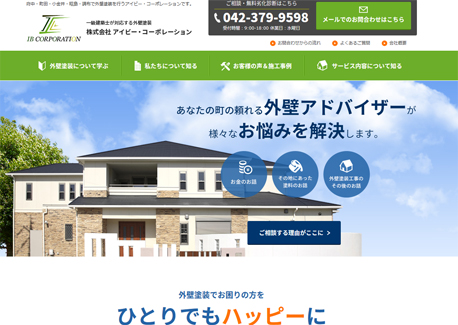 府中・町田・小金井・稲城・調布で外壁塗装を行うアイビー・コーポレーションです。
IB CORPORATION
一級建築士が対応する外壁塗装
株式会社 アイビー・コーポレーション
ご相談・無料劣化診断はこちら
042-379-9598
受付時間：9:00-18:00 休業日：水曜日
メールでのお問合わせはこちら
お問合わせからの流れ
よくあるご質問
会社概要
外壁塗装について学ぶ
私たちについて知る
お客様の声&施工事例
サービス内容について知る
あなたの町の頼れる外壁アドバイザーが
様々なお悩みを解決します。
お金のお話
その地にあった
塗料のお話
外壁塗装工事の
その後のお話
ご相談する理由がここに
外壁塗装でお困りの方を
ひとりでもハッピーに